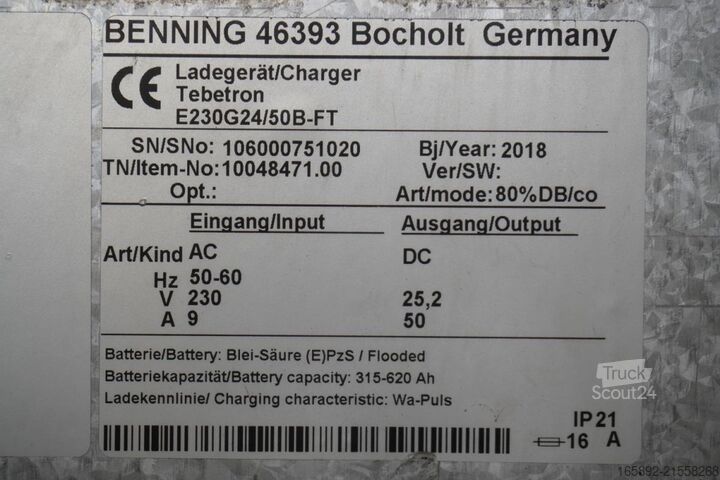 BENNING 46393 Bocholt Germany
CE Ladegerät/Charger
Tebetron
E230G24/50B-FT
SN/SNo: 106000751020 Bj/Year: 2018
TN/Item-No:10048471.00 Ver/SW:
Opt.: Art/mode:80%DB/co
Eingang/Input Ausgang/Output
Art/Kind AC DC
Hz 50-60
V 230 25,2
A 9 50
Batterie/Battery: Blei-Säure (E)PzS / Flooded
Batteriekapazität/Battery capacity: 315-620 Ah
Ladekennlinie/ Charging characteristic: Wa-Puls
IP 21
16 A
Truck
Scout24
165892-21558268